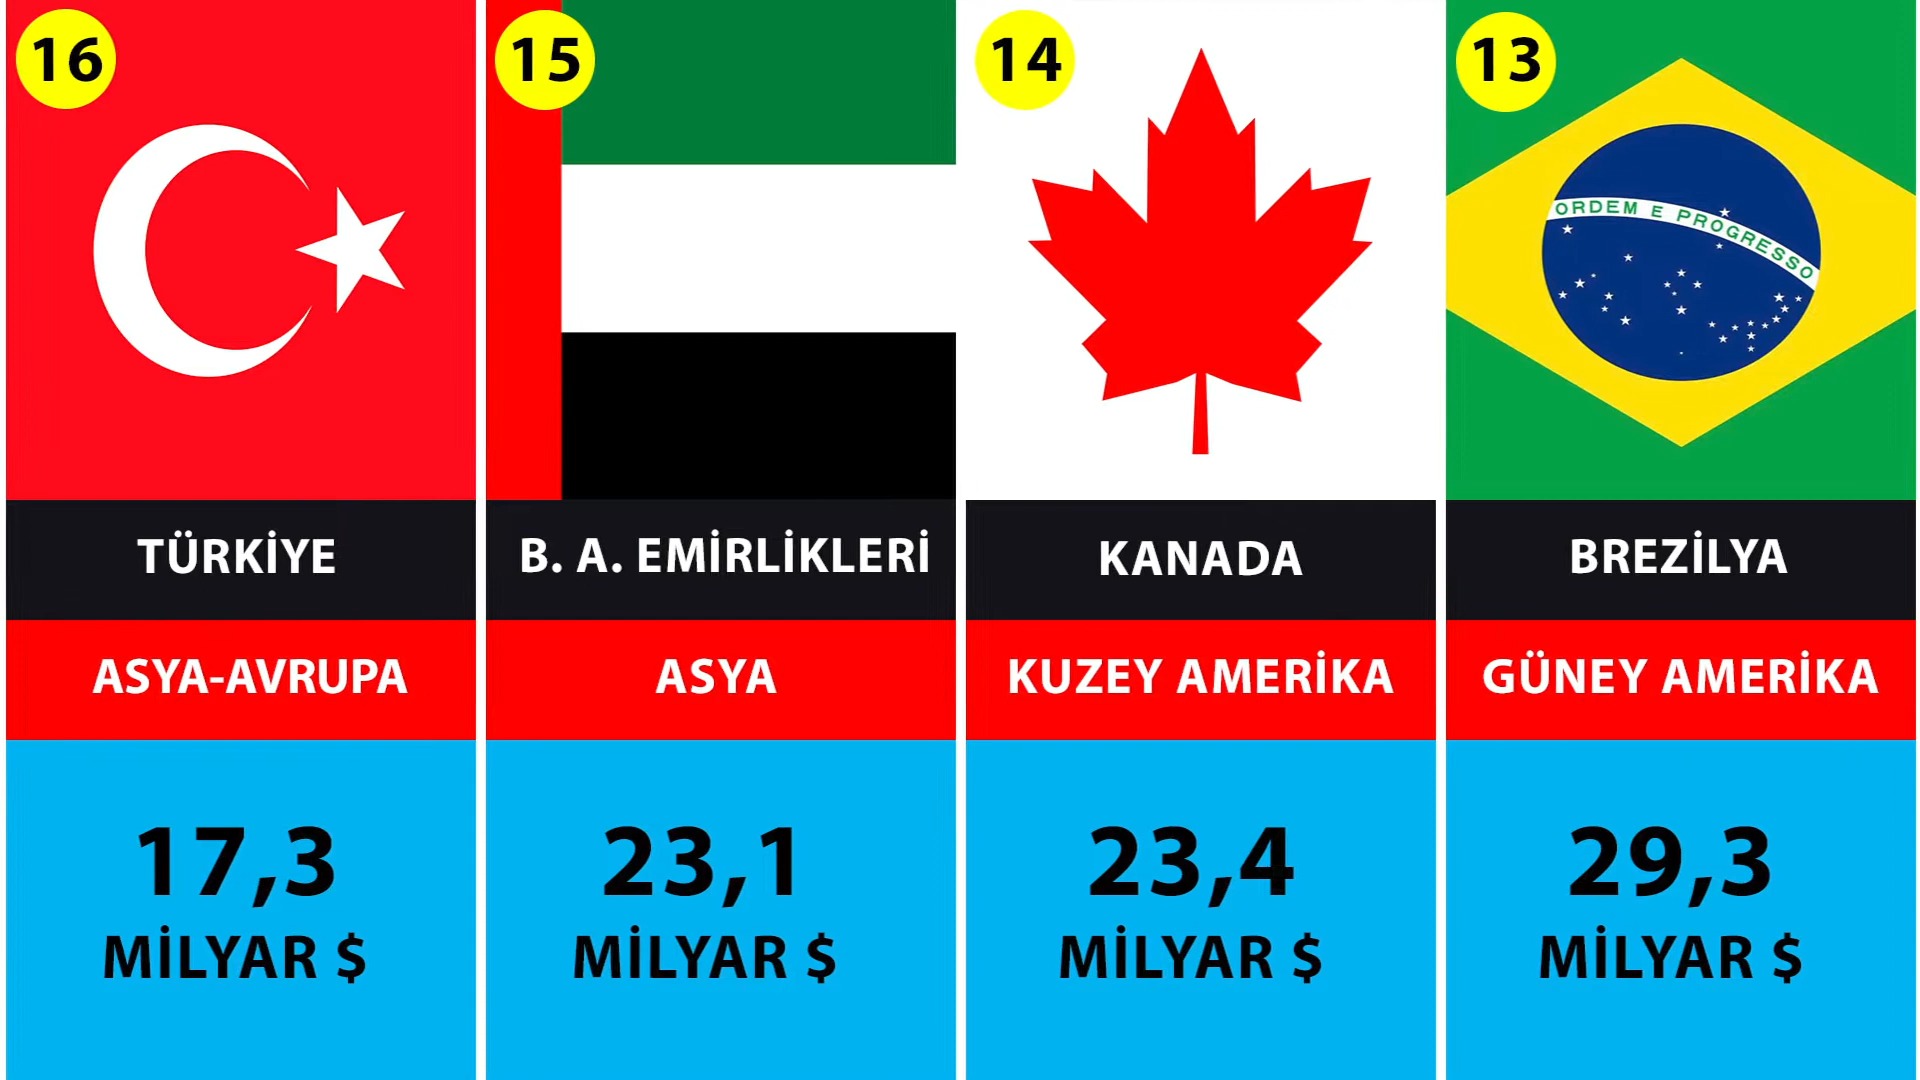 16
TÜRKİYE
ASYA-AVRUPA
17,3
MİLYAR $
15
B. A. EMİRLİKLERİ
ASYA
23,1
MİLYAR $
14
KANADA
KUZEY AMERİKA
23,4
MİLYAR $
13
ORDEM E PROGRESSO
BREZİLYA
GÜNEY AMERİKA
29,3
MİLYAR $